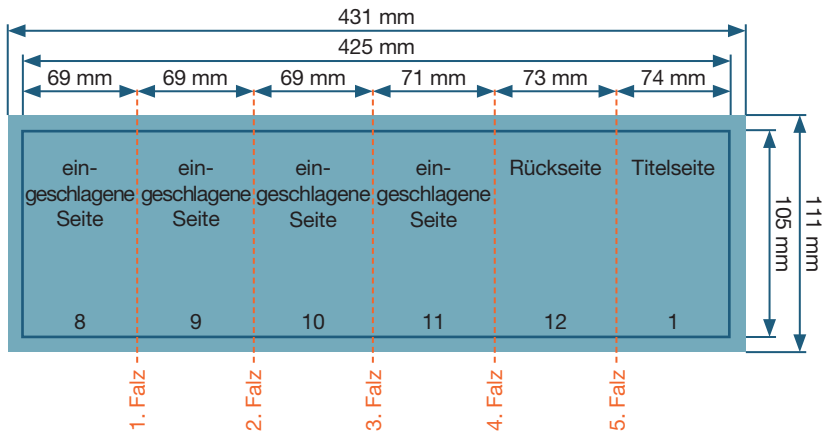 431 mm
425 mm
69 mm 69 mm 69 mm 71 mm 73 mm 74 mm
ein-
geschlagene
Seite
ein-
geschlagene
Seite
ein-
geschlagene
Seite
ein-
geschlagene
Seite
Rückseite
Titelseite
105 mm
111 mm
8 9 10 11 12 1
1. Falz
2. Falz
3. Falz
4. Falz
5. Falz